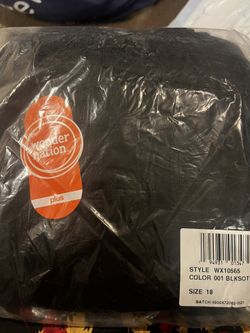 wonder
nation
plus
STYLE WX10565
COLOR 001 BLKSOT
SIZE 18